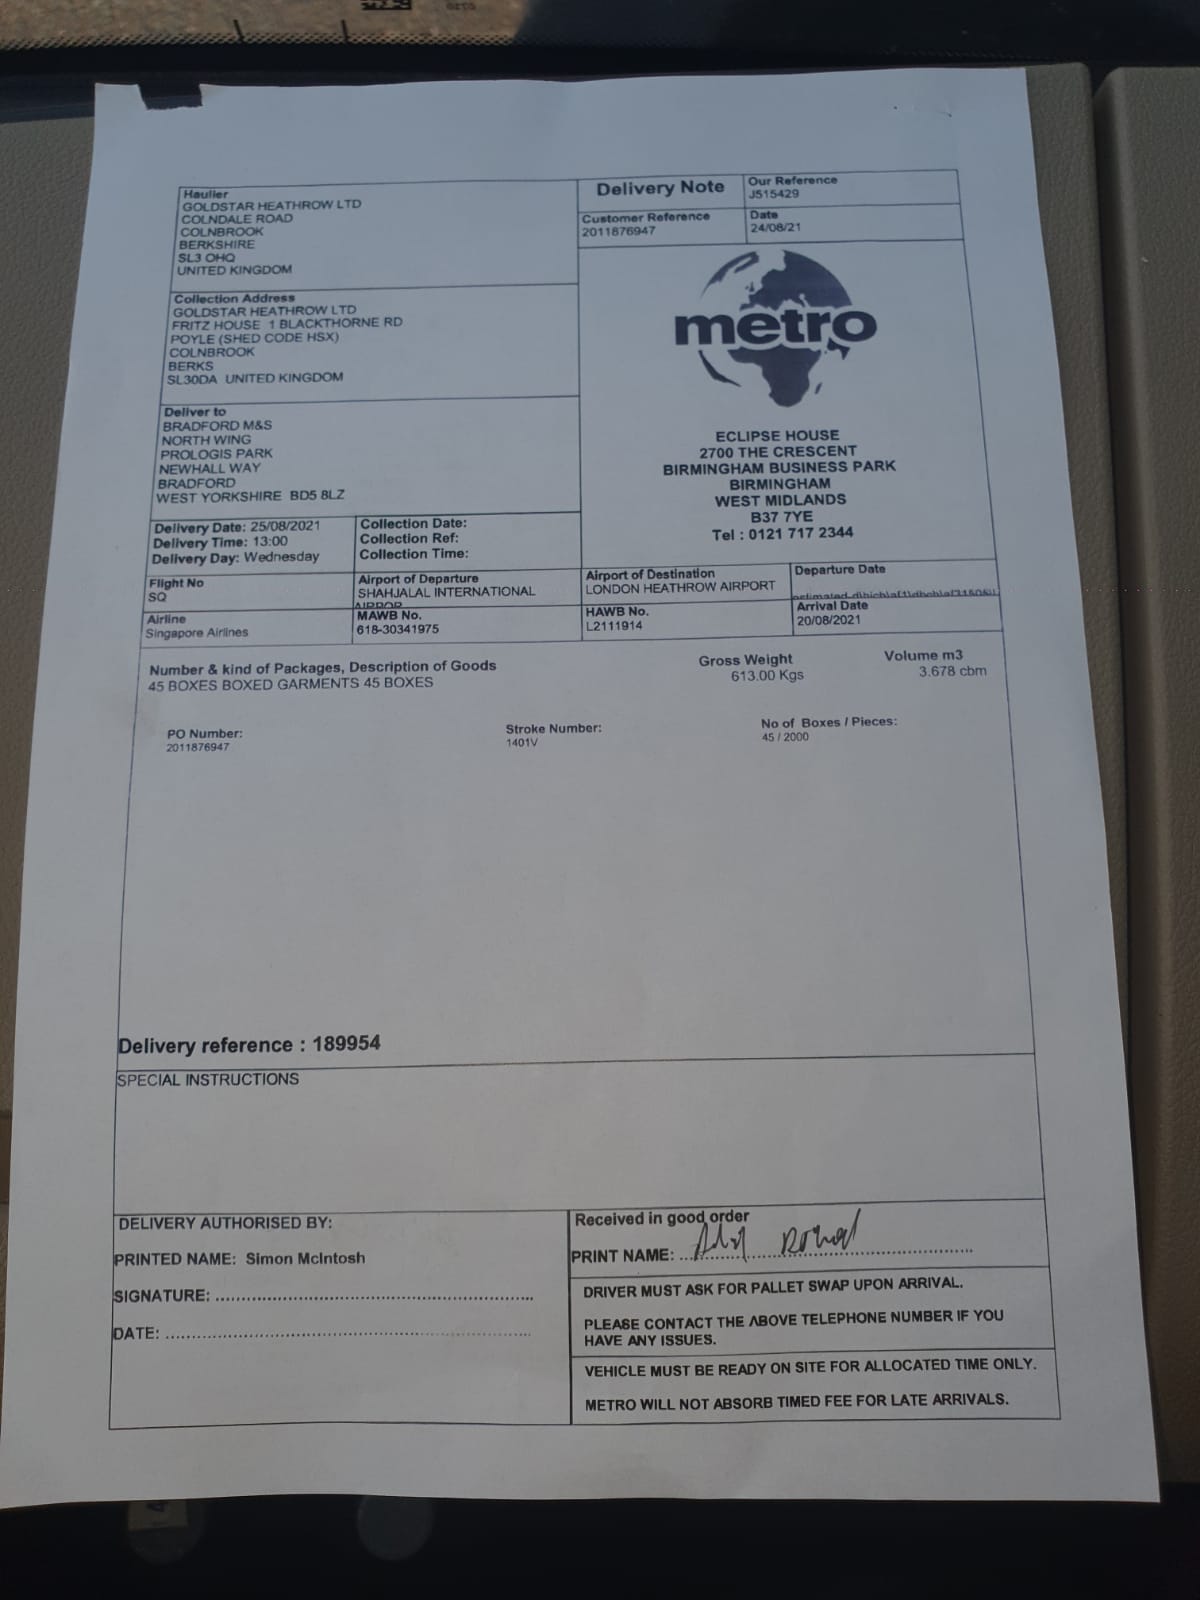 Haulier
GOLDSTAR HEATHROW LTD
COLNDALE ROAD
COLNBROOK
BERKSHIRE
SL3 OHQ
UNITED KINGDOM
Delivery Note
Our Reference
J515429
Customer Reference
2011876947
Date
24/08/21
Collection Address
GOLDSTAR HEATHROW LTD
FRITZ HOUSE 1 BLACKTHORNE RD
POYLE (SHED CODE HSX)
COLNBROOK
BERKS
SL30DA UNITED KINGDOM
metro
Deliver to
BRADFORD M&S
NORTH WING
PROLOGIS PARK
NEWHALL WAY
BRADFORD
WEST YORKSHIRE BD5 8LZ
ECLIPSE HOUSE
2700 THE CRESCENT
BIRMINGHAM BUSINESS PARK
BIRMINGHAM
WEST MIDLANDS
B37 7YE
Tel : 0121 717 2344
Delivery Date: 25/08/2021
Delivery Time: 13:00
Delivery Day: Wednesday
Collection Date:
Collection Ref:
Collection Time:
Flight No
SQ
Airport of Departure
SHAHJALAL INTERNATIONAL
AIRPOR
Airport of Destination
LONDON HEATHROW AIRPORT
Departure Date
Airline
Singapore Airlines
MAWB No.
618-30341975
HAWB No.
L2111914
Arrival Date
20/08/2021
Number & kind of Packages, Description of Goods
45 BOXES BOXED GARMENTS 45 BOXES
Gross Weight
613.00 Kgs
Volume m3
3.678 cbm
PO Number:
2011876947
Stroke Number:
1401V
No of Boxes / Pieces:
45 / 2000
Delivery reference : 189954
SPECIAL INSTRUCTIONS
DELIVERY AUTHORISED BY:
PRINTED NAME: Simon McIntosh
SIGNATURE:
DATE:
Received in good order
PRINT NAME:
DRIVER MUST ASK FOR PALLET SWAP UPON ARRIVAL.
PLEASE CONTACT THE ABOVE TELEPHONE NUMBER IF YOU
HAVE ANY ISSUES.
VEHICLE MUST BE READY ON SITE FOR ALLOCATED TIME ONLY.
METRO WILL NOT ABSORB TIMED FEE FOR LATE ARRIVALS.